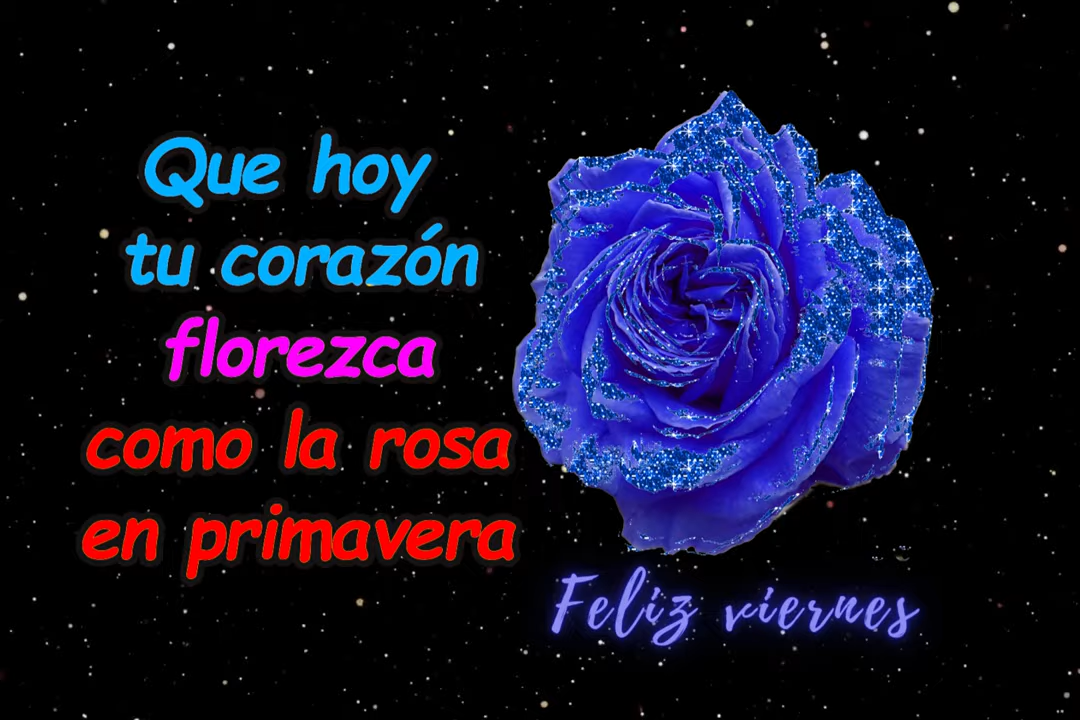 Que hoy
tu corazón
florezca
como la rosa
en primavera
Feliz viernes